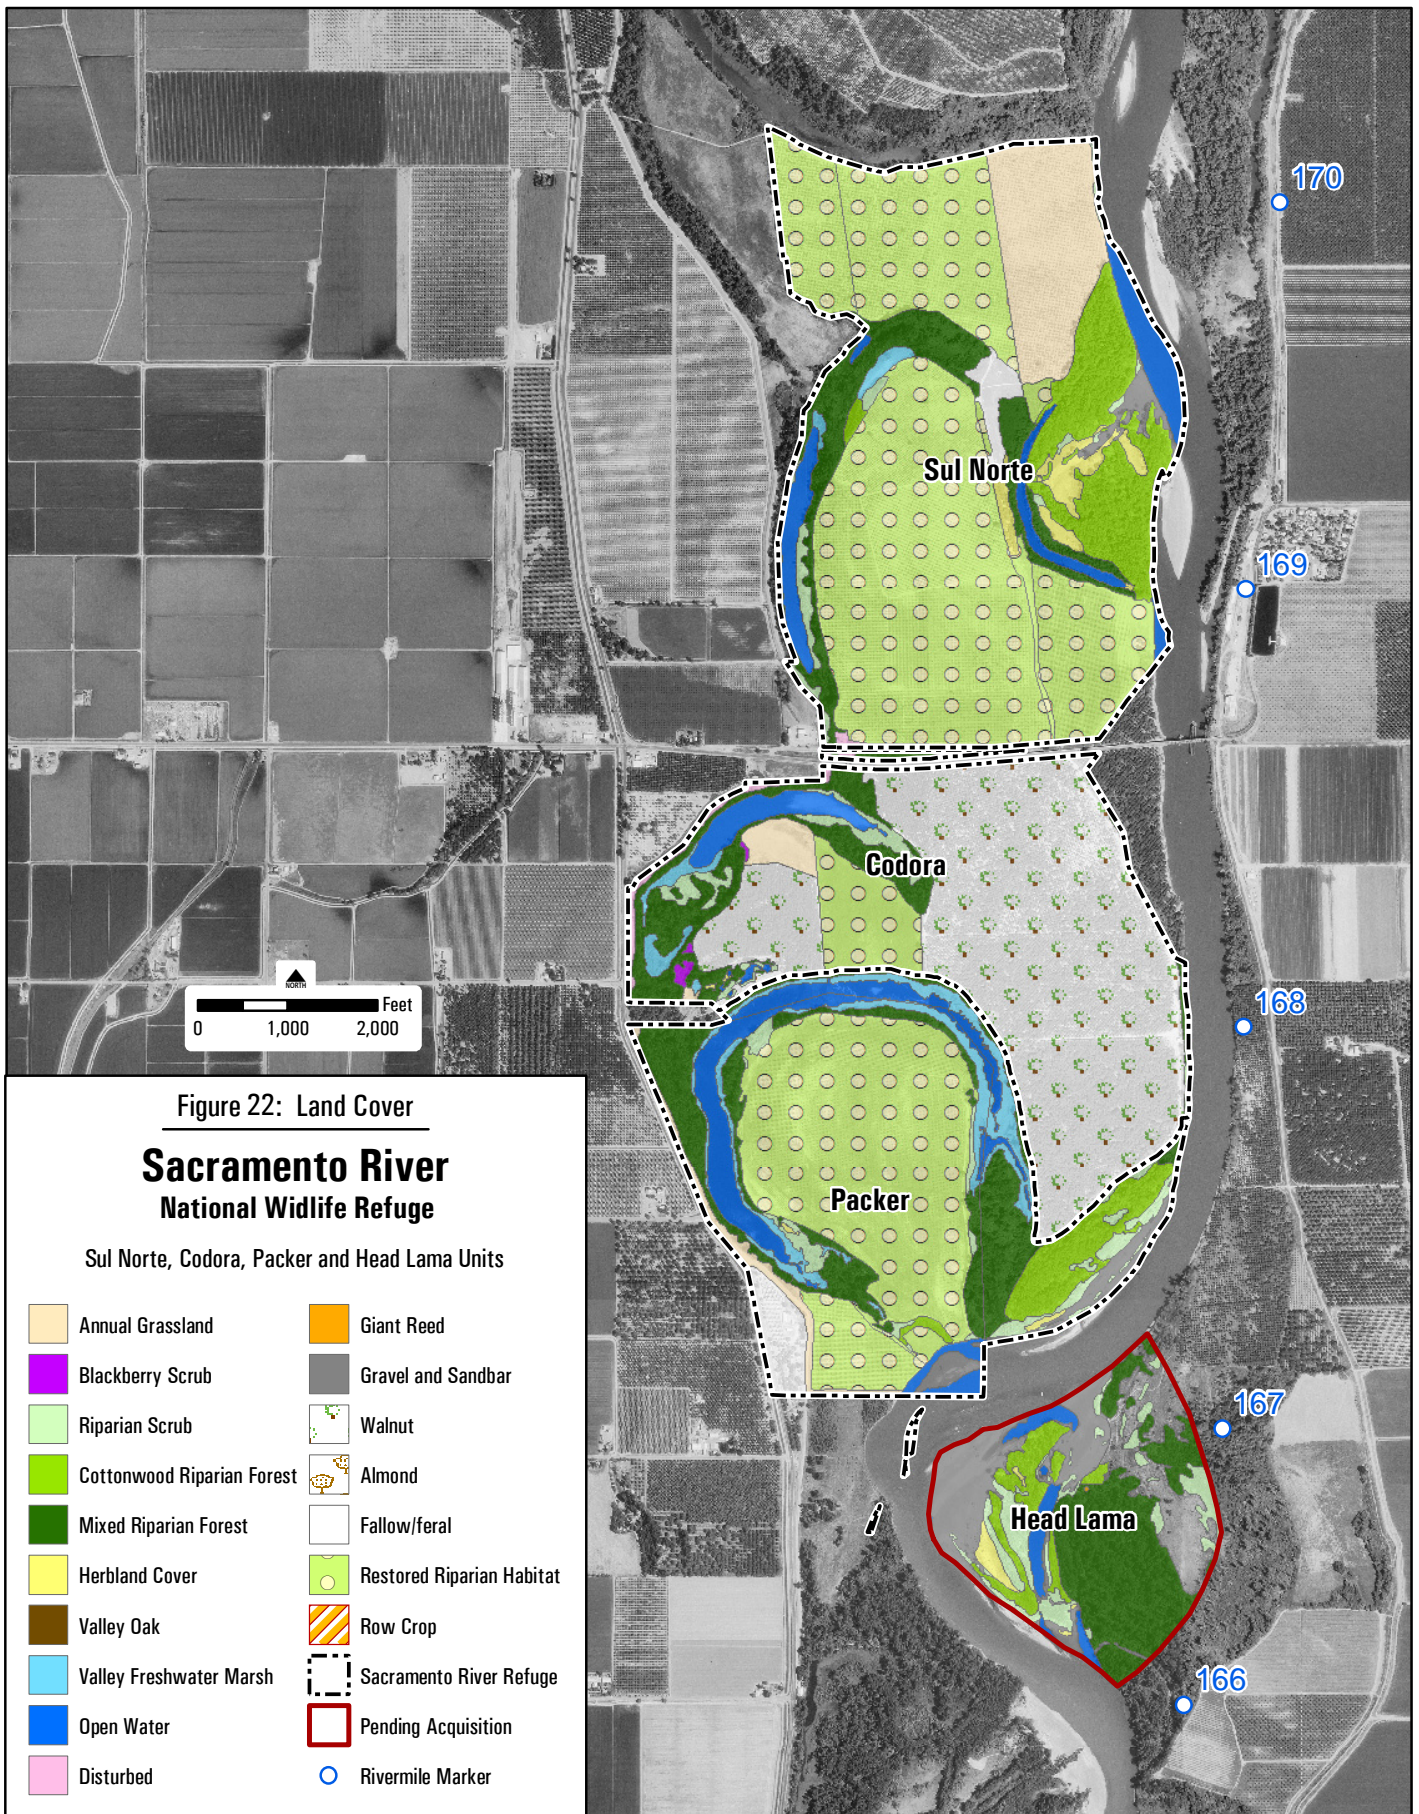 170
Sul Norte
169
Codora
NORTH
Feet
0 1,000 2,000
168
Packer
167
Head Lama
166
Figure 22: Land Cover
Sacramento River
National Wildlife Refuge
Sul Norte, Codora, Packer and Head Lama Units
Annual Grassland
Blackberry Scrub
Riparian Scrub
Cottonwood Riparian Forest
Mixed Riparian Forest
Herbland Cover
Valley Oak
Valley Freshwater Marsh
Open Water
Disturbed
Giant Reed
Gravel and Sandbar
Walnut
Almond
Fallow/feral
Restored Riparian Habitat
Row Crop
Sacramento River Refuge
Pending Acquisition
Rivermile Marker